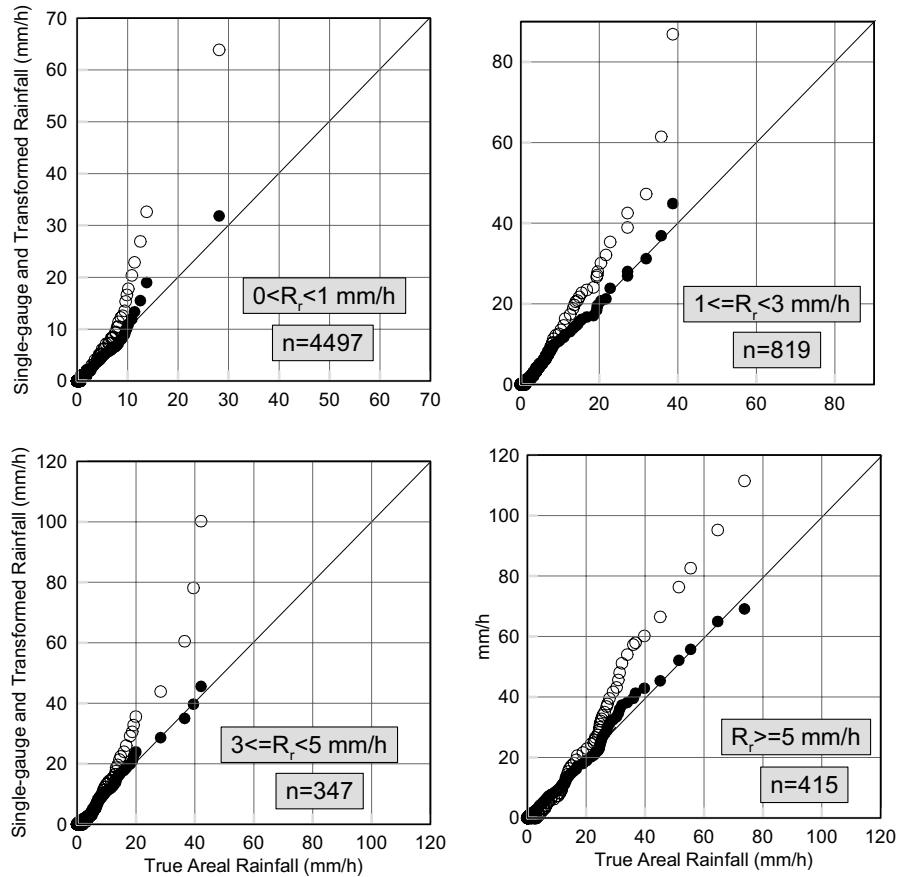 Single-gauge and Transformed Rainfall (mm/h)
70
60
50
40
30
20
10
0
0<R_r<1 mm/h
n=4497
0 10 20 30 40 50 60 70
80
60
40
20
0
1<=R_r<3 mm/h
n=819
0 20 40 60 80
Single-gauge and Transformed Rainfall (mm/h)
120
100
80
60
40
20
0
3<=R_r<5 mm/h
n=347
0 20 40 60 80 100 120
True Areal Rainfall (mm/h)
mm/h
120
100
80
60
40
20
0
R_r>=5 mm/h
n=415
0 20 40 60 80 100 120
True Areal Rainfall (mm/h)